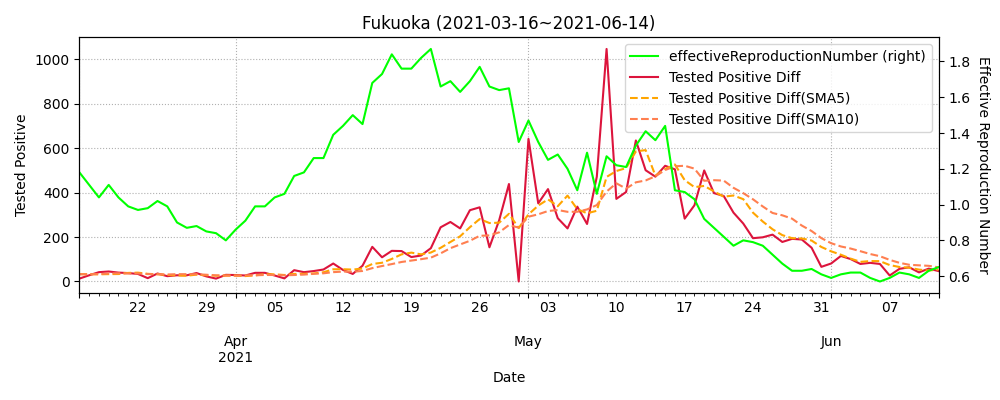 Fukuoka (2021-03-16~2021-06-14)
effectiveReproductionNumber (right)
Tested Positive Diff
Tested Positive Diff(SMA5)
Tested Positive Diff(SMA10)
Tested Positive
1000
800
600
400
200
0
1.8
1.6
1.4
1.2
1.0
0.8
0.6
Effective Reproduction Number
22 29 05 12 19 26 03 10 17 24 31 07
Apr May Jun
2021
Date